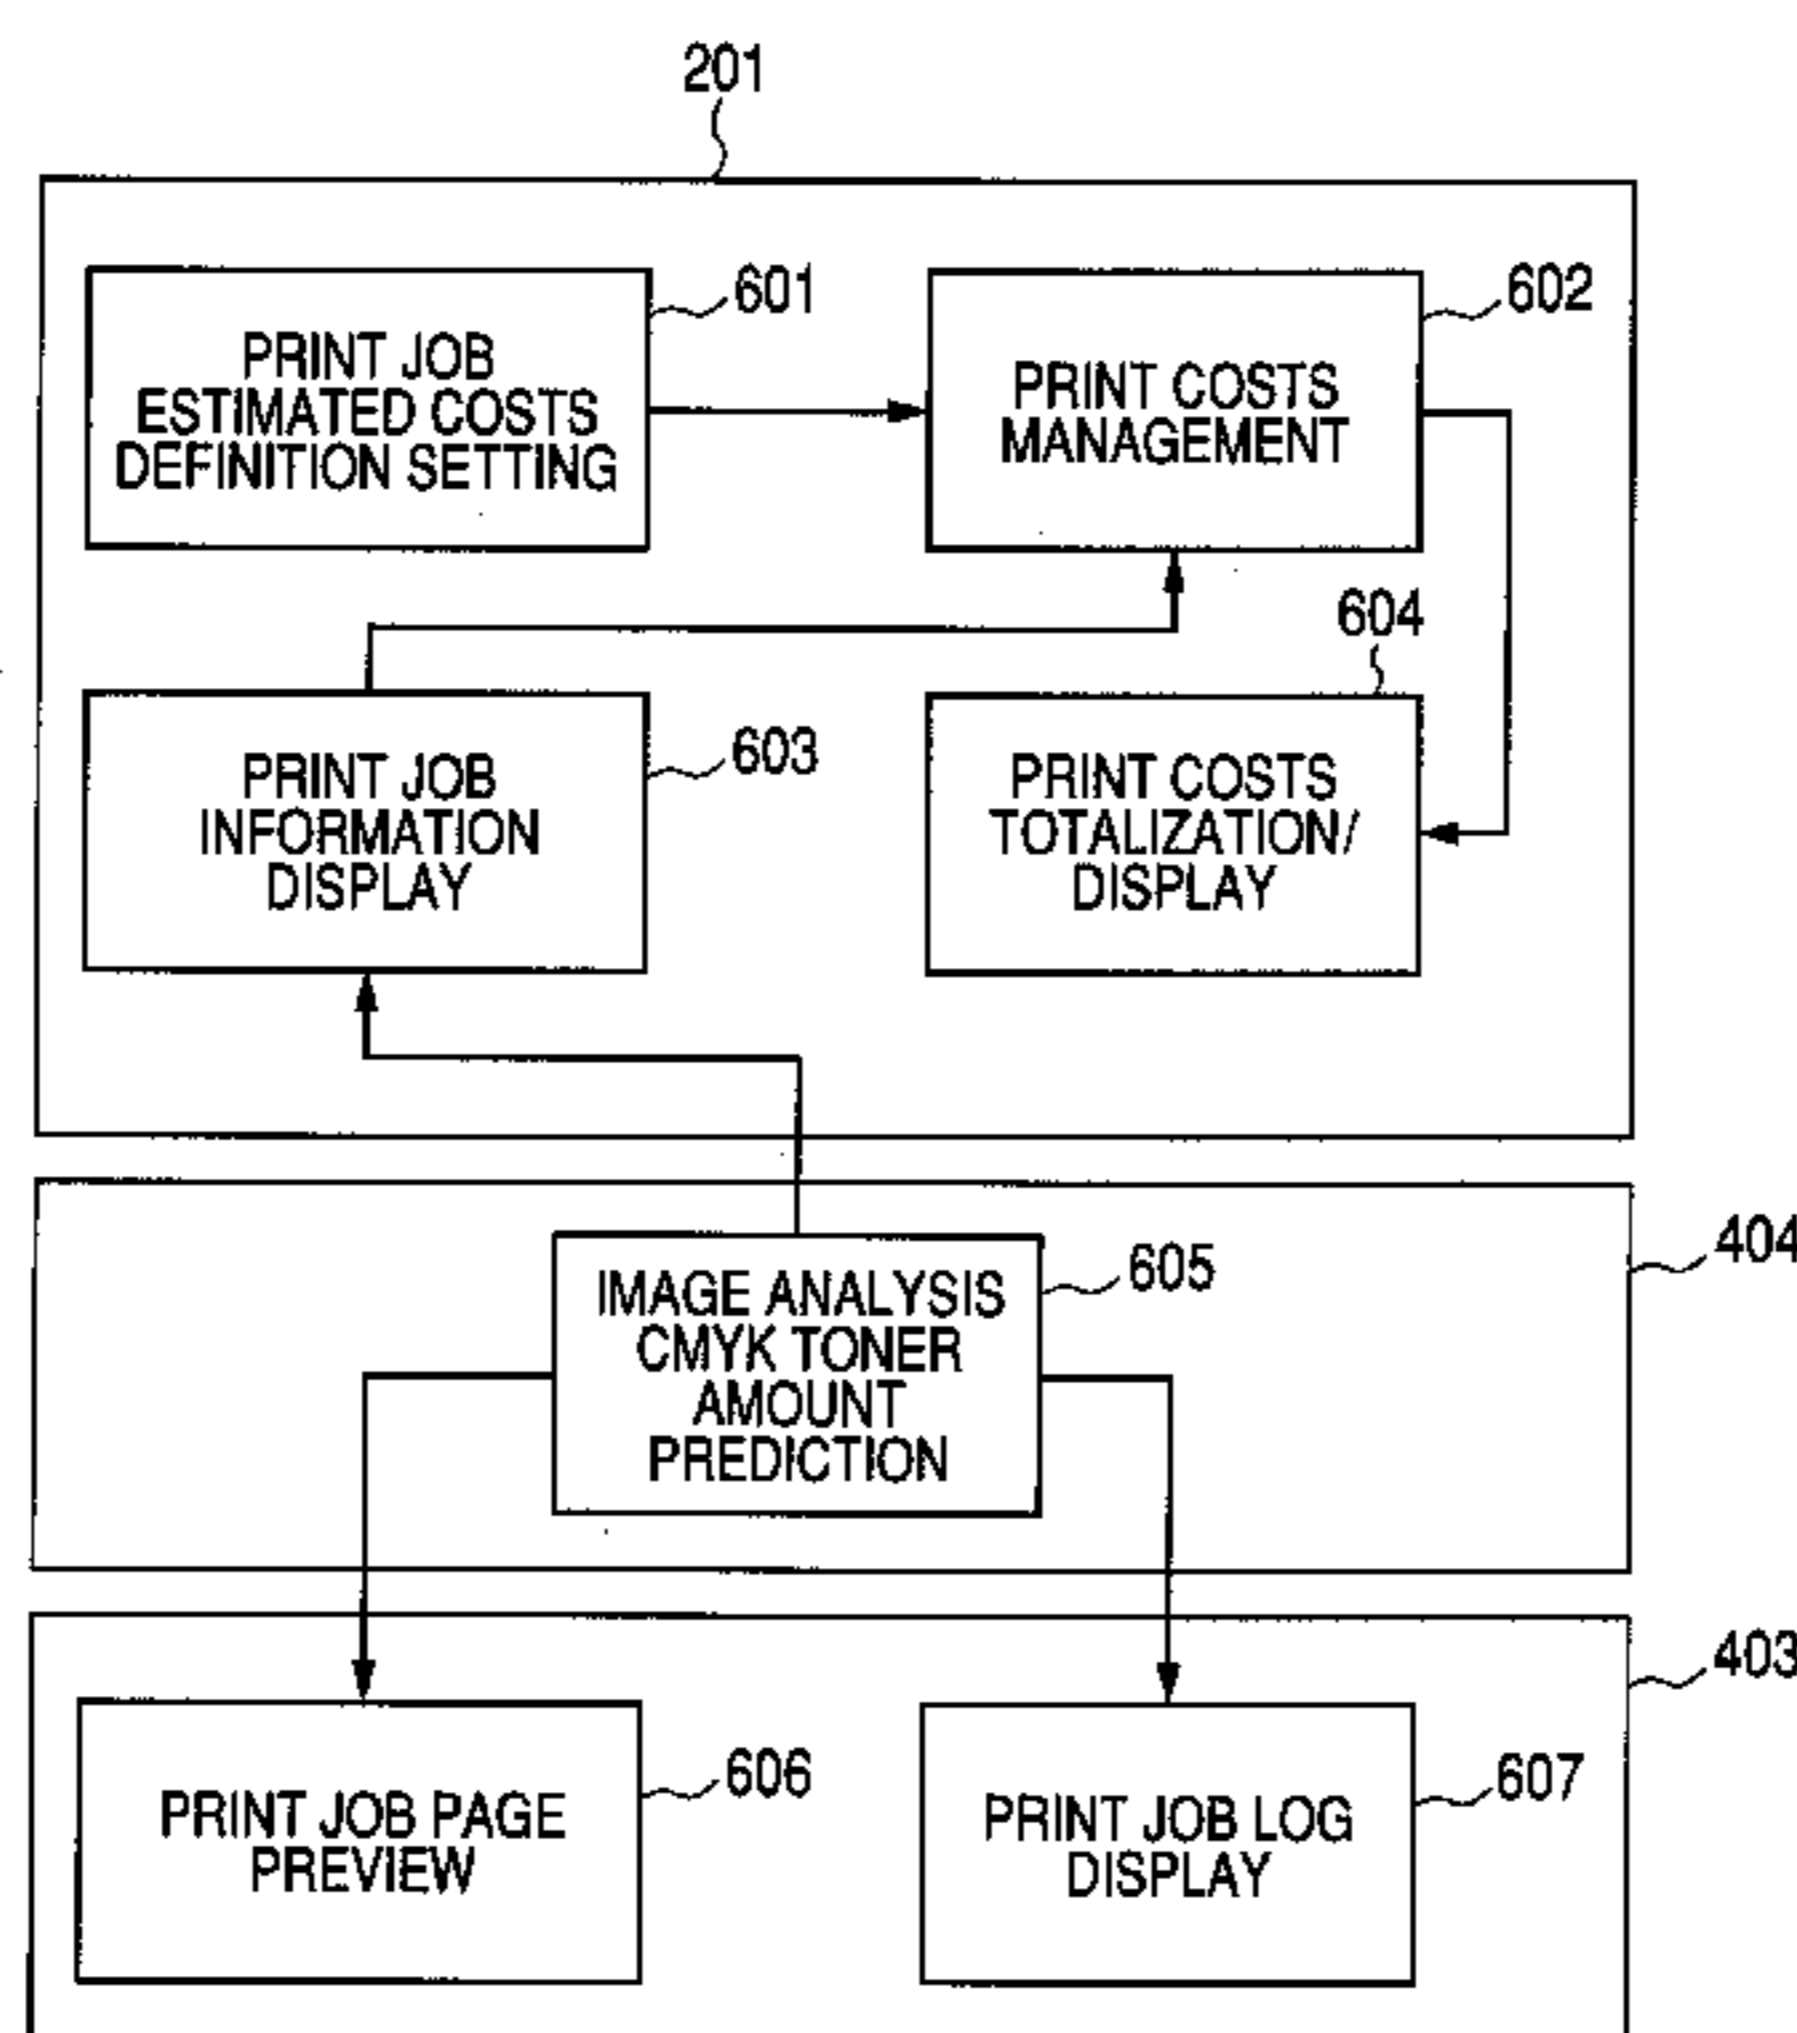 201
601
PRINT JOB
ESTIMATED COSTS
DEFINITION SETTING
602
PRINT COSTS
MANAGEMENT
603
PRINT JOB
INFORMATION
DISPLAY
604
PRINT COSTS
TOTALIZATION/
DISPLAY
404
605
IMAGE ANALYSIS
CMYK TONER
AMOUNT
PREDICTION
403
606
PRINT JOB PAGE
PREVIEW
607
PRINT JOB LOG
DISPLAY